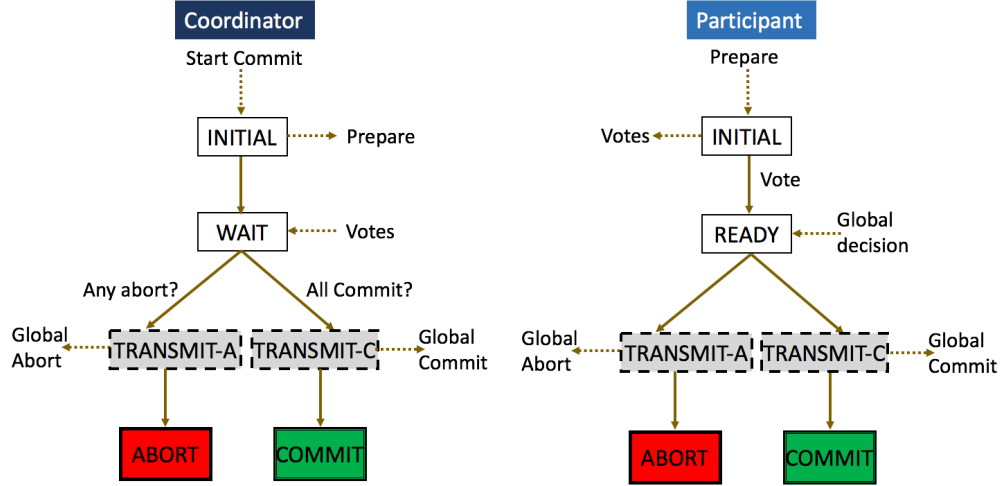 Coordinator
Start Commit
INITIAL
Prepare
WAIT
Votes
Any abort?
All Commit?
Global
Abort
TRANSMIT-A
TRANSMIT-C
Global
Commit
ABORT
COMMIT
Participant
Prepare
Votes
INITIAL
Vote
READY
Global
decision
Global
Abort
TRANSMIT-A
TRANSMIT-C
Global
Commit
ABORT
COMMIT